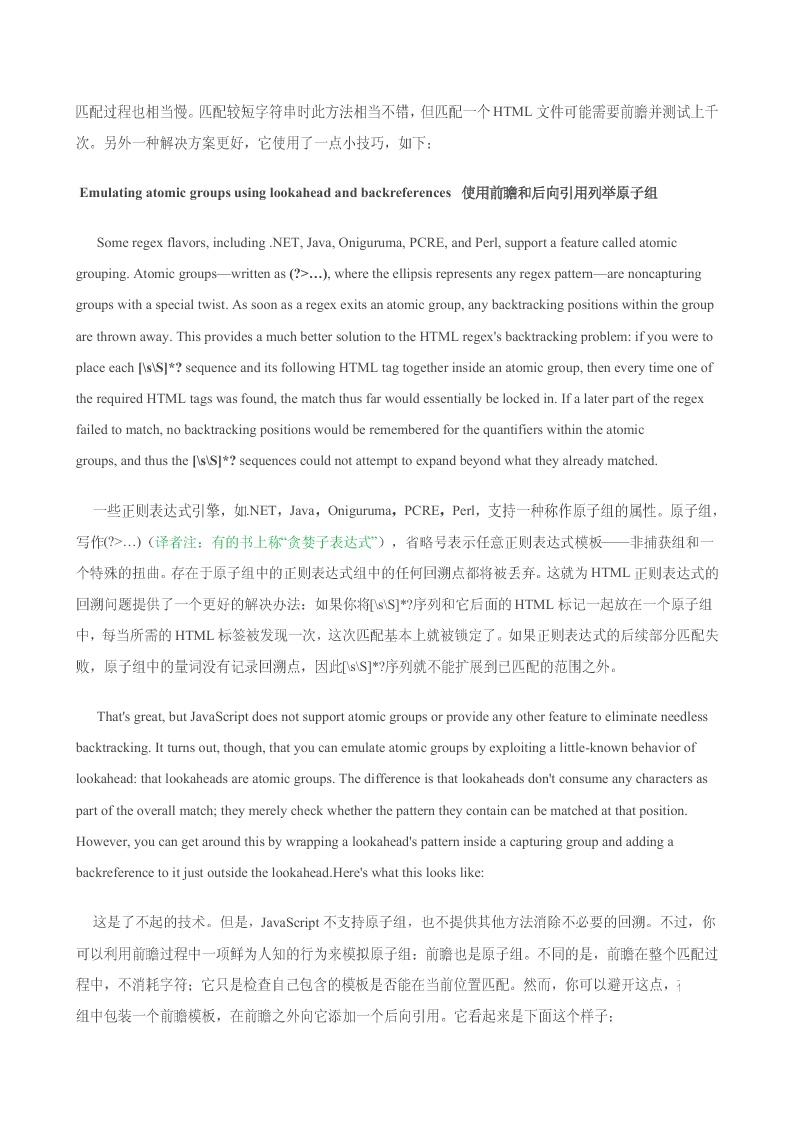 匹配过程也相当慢。匹配较短字符串时此方法相当不错，但匹配一个 HTML 文件可能需要前瞻并测试上千
次。另外一种解决方案更好，它使用了一点小技巧，如下：
Emulating atomic groups using lookahead and backreferences 使用前瞻和后向引用列举原子组
Some regex flavors, including .NET, Java, Oniguruma, PCRE, and Perl, support a feature called atomic
grouping. Atomic groups—written as (?>…), where the ellipsis represents any regex pattern—are noncapturing
groups with a special twist. As soon as a regex exits an atomic group, any backtracking positions within the group
are thrown away. This provides a much better solution to the HTML regex's backtracking problem: if you were to
place each [\s\S]*? sequence and its following HTML tag together inside an atomic group, then every time one of
the required HTML tags was found, the match thus far would essentially be locked in. If a later part of the regex
failed to match, no backtracking positions would be remembered for the quantifiers within the atomic
groups, and thus the [\s\S]*? sequences could not attempt to expand beyond what they already matched.
一些正则表达式引擎，如.NET，Java，Oniguruma，PCRE，Perl，支持一种称作原子组的属性。原子组，
写作(?>…)（译者注：有的书上称“贪婪子表达式”），省略号表示任意正则表达式模板——非捕获组和一
个特殊的扭曲。存在于原子组中的正则表达式组中的任何回溯点都将被丢弃。这就为 HTML 正则表达式的
回溯问题提供了一个更好的解决办法：如果你将[\s\S]*?序列和它后面的 HTML 标记一起放在一个原子组
中，每当所需的 HTML 标签被发现一次，这次匹配基本上就被锁定了。如果正则表达式的后续部分匹配失
败，原子组中的量词没有记录回溯点，因此[\s\S]*?序列就不能扩展到已匹配的范围之外。
That's great, but JavaScript does not support atomic groups or provide any other feature to eliminate needless
backtracking. It turns out, though, that you can emulate atomic groups by exploiting a little-known behavior of
lookahead: that lookaheads are atomic groups. The difference is that lookaheads don't consume any characters as
part of the overall match; they merely check whether the pattern they contain can be matched at that position.
However, you can get around this by wrapping a lookahead's pattern inside a capturing group and adding a
backreference to it just outside the lookahead.Here's what this looks like:
这是了不起的技术。但是，JavaScript 不支持原子组，也不提供其他方法消除不必要的回溯。不过，你
可以利用前瞻过程中一项鲜为人知的行为来模拟原子组：前瞻也是原子组。不同的是，前瞻在整个匹配过
程中，不消耗字符；它只是检查自己包含的模板是否能在当前位置匹配。然而，你可以避开这点，
组中包装一个前瞻模板，在前瞻之外向它添加一个后向引用。它看起来是下面这个样子：